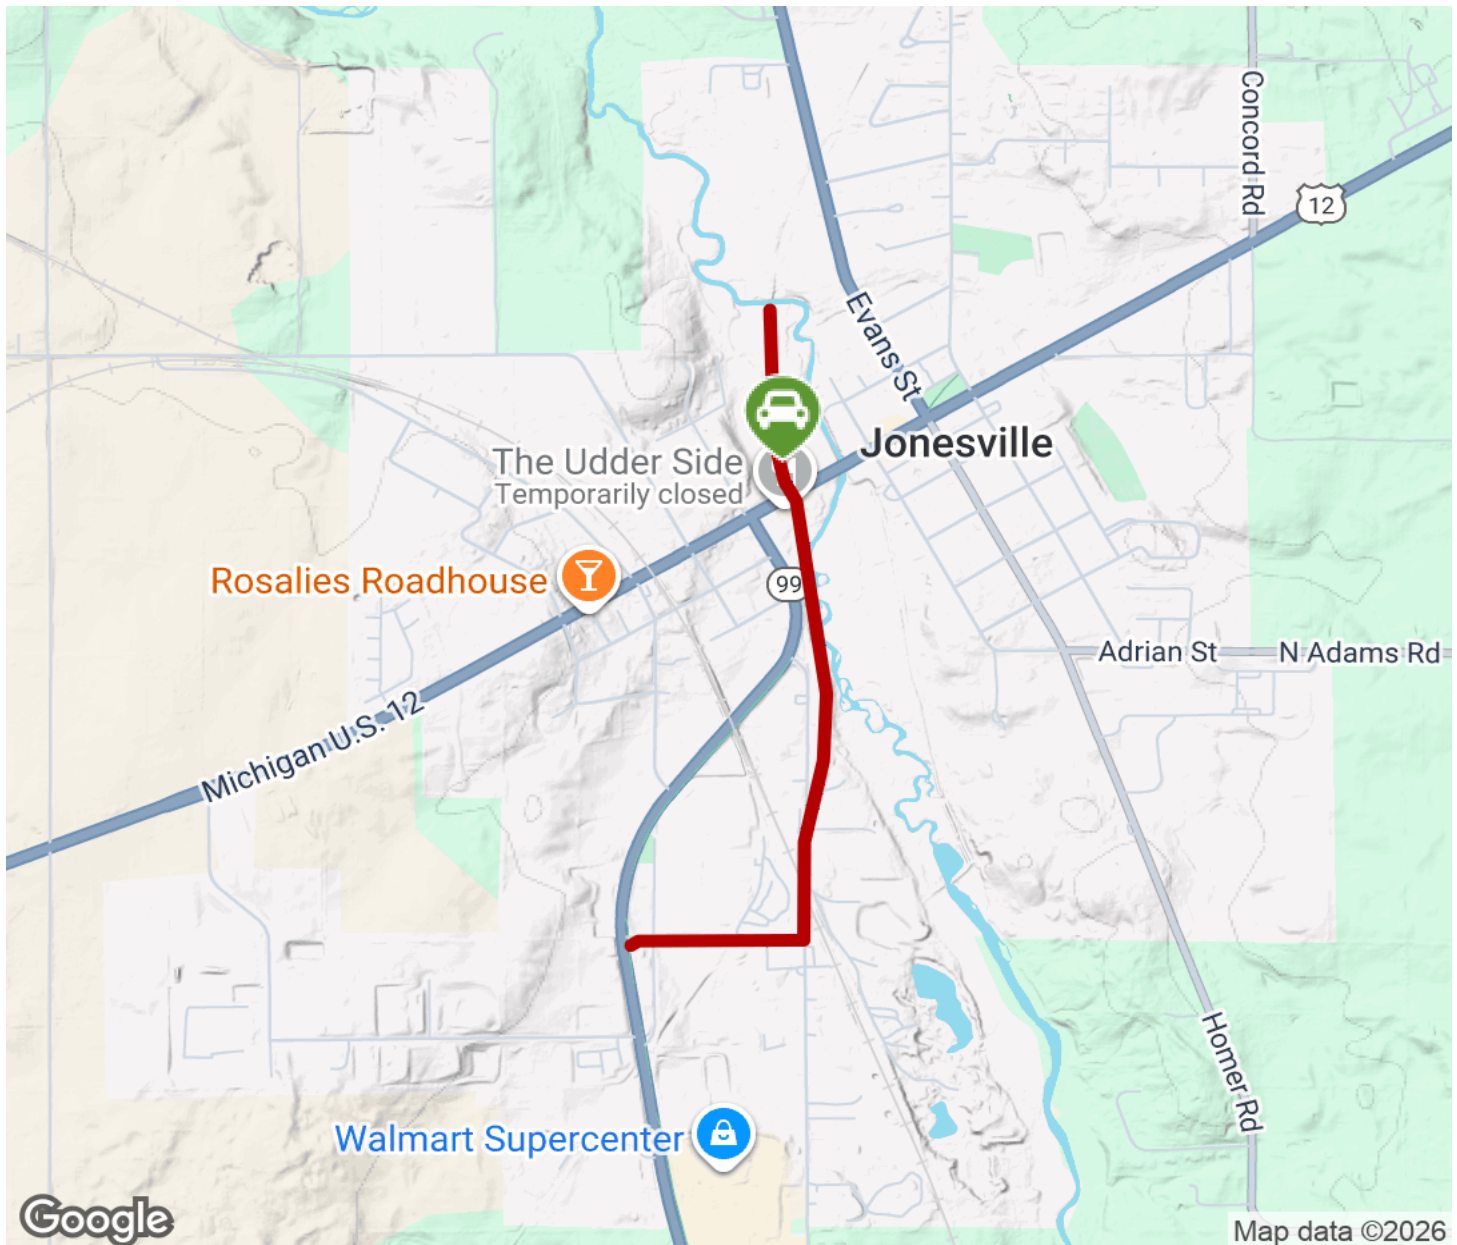 Concord Rd
12
Evans St
Jonesville
The Udder Side
Temporarily closed
Rosalies Roadhouse
99
Adrian St
N Adams Rd
Michigan U.S. 12
Homer Rd
Walmart Supercenter
Google
Map data ©2026